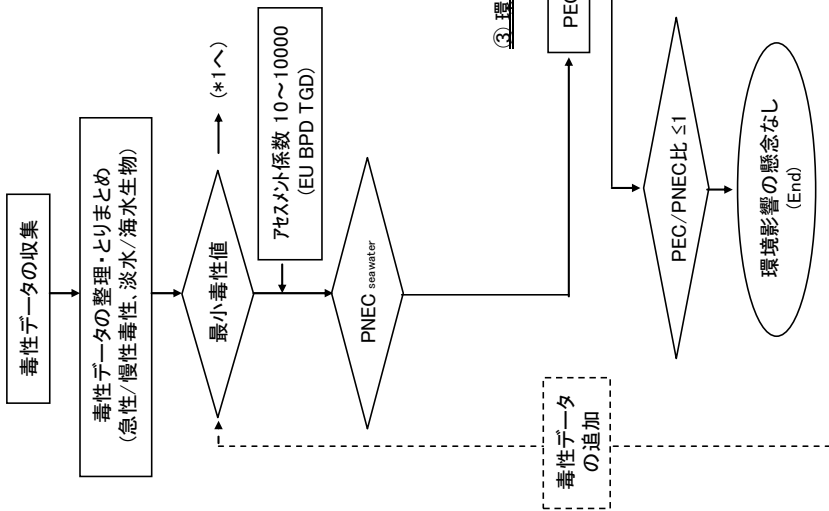 毒性データの収集
毒性データの整理・とりまとめ
(急性/慢性毒性、淡水/海水生物)
最小毒性値
(*1へ)
アセスメント係数 10～10000
(EU BPD TGD)
PNEC seawater
③ 環
PEC
PEC/PNEC比 ≤1
環境影響の懸念なし
(End)
毒性データ
の追加